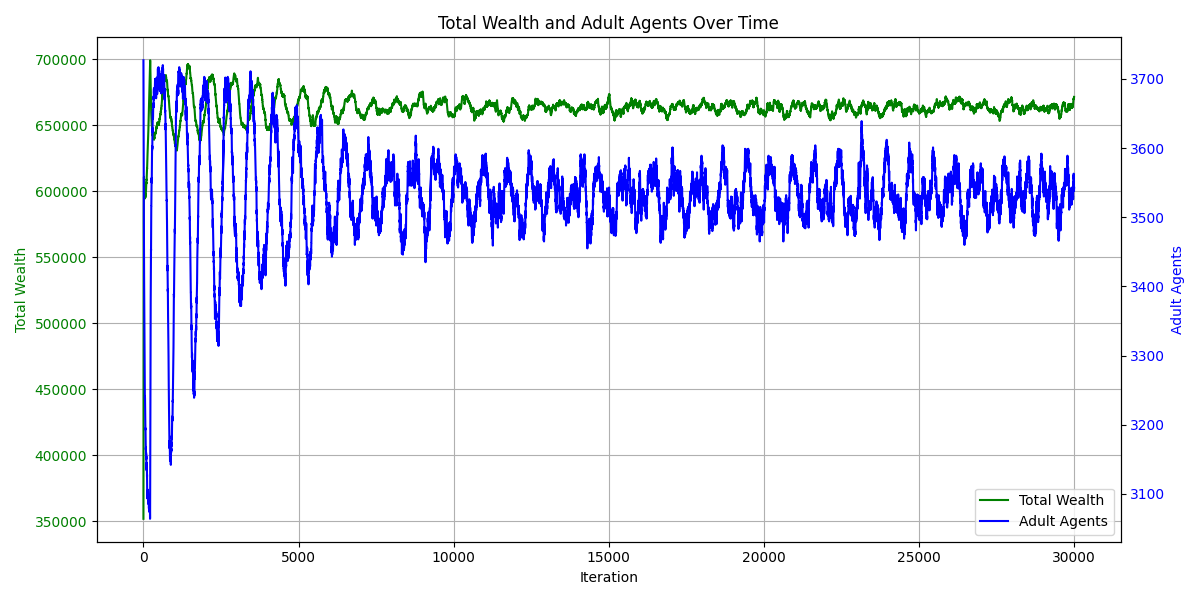 Total Wealth and Adult Agents Over Time
700000
650000
600000
550000
500000
450000
400000
350000
Total Wealth
3700
3600
3500
3400
3300
3200
3100
Adult Agents
Total Wealth
Adult Agents
0 5000 10000 15000 20000 25000 30000
Iteration